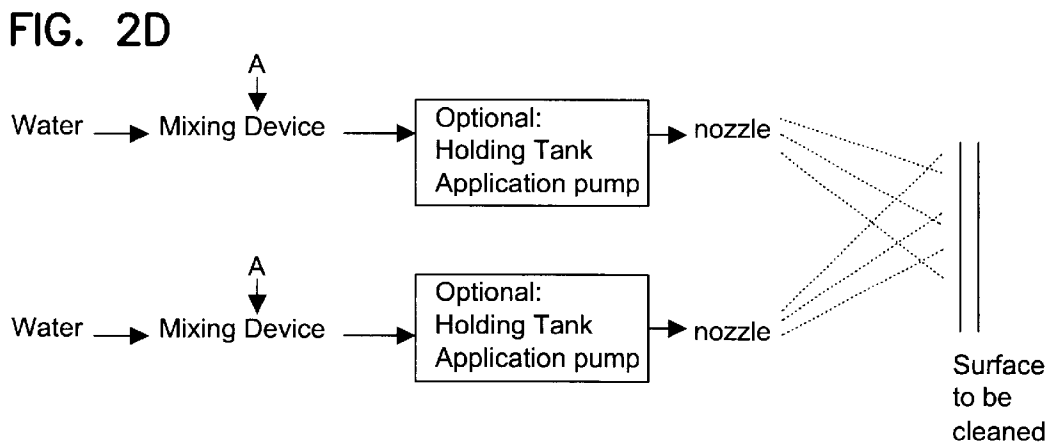 FIG. 2D
A
Water
Mixing Device
Optional:
Holding Tank
Application pump
nozzle
A
Water
Mixing Device
Optional:
Holding Tank
Application pump
nozzle
Surface
to be
cleaned